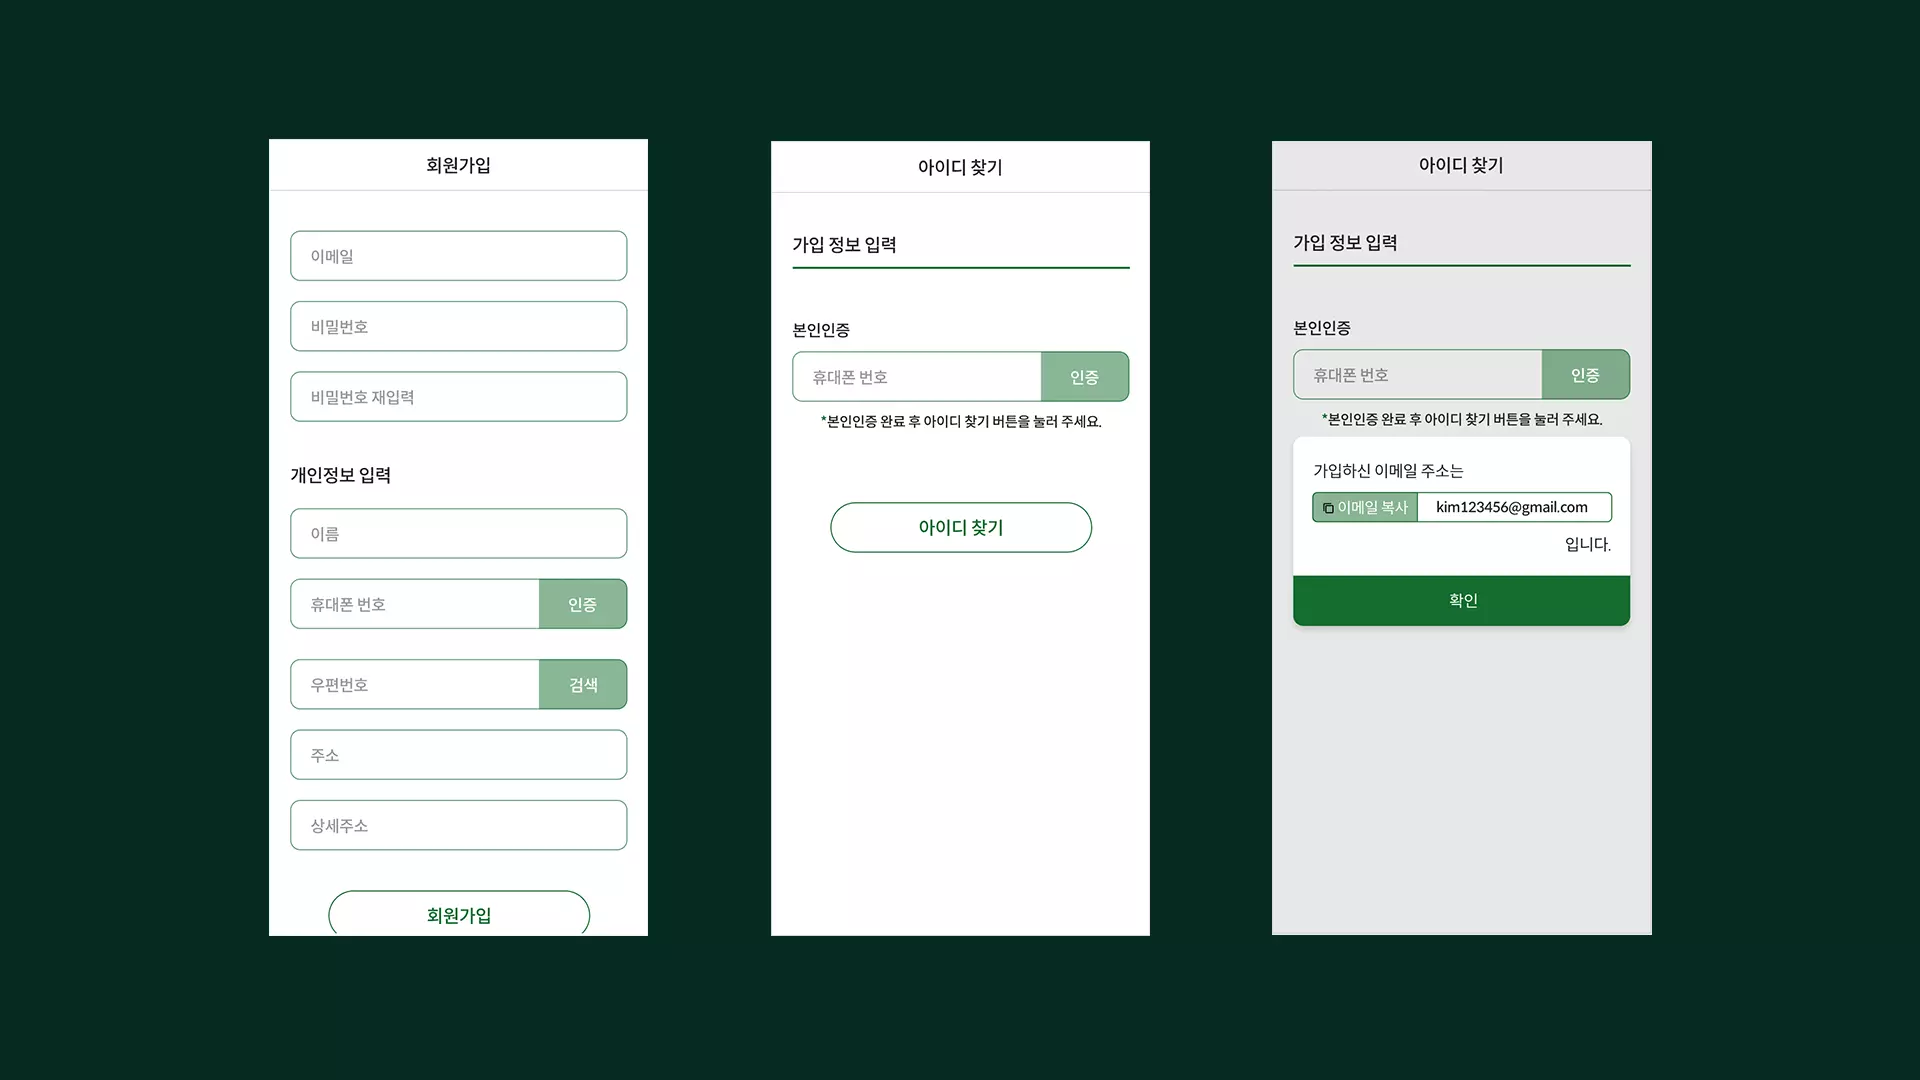 회원가입
이메일
비밀번호
비밀번호 재입력
개인정보 입력
이름
휴대폰 번호 인증
우편번호 검색
주소
상세주소
회원가입
아이디 찾기
가입 정보 입력
본인인증
휴대폰 번호 인증
*본인인증 완료 후 아이디 찾기 버튼을 눌러 주세요.
아이디 찾기
아이디 찾기
가입 정보 입력
본인인증
휴대폰 번호 인증
*본인인증 완료 후 아이디 찾기 버튼을 눌러 주세요.
가입하신 이메일 주소는
이메일 복사 kim123456@gmail.com
입니다.
확인